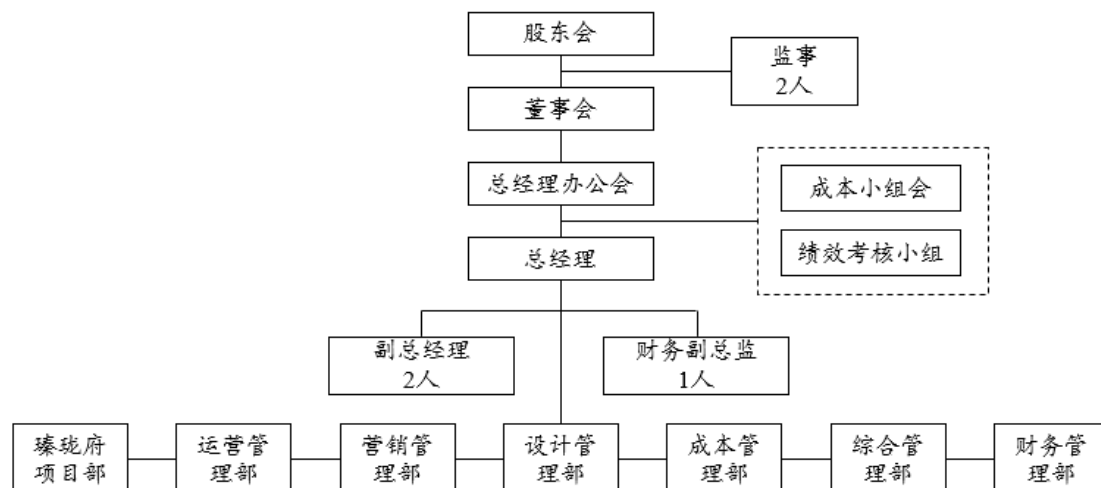 股东会
监事
2人
董事会
总经理办公会
成本小组会
总经理
绩效考核小组
副总经理
2人
财务副总监
1人
瑧珑府
项目部
运营管
理部
营销管
理部
设计管
理部
成本管
理部
综合管
理部
财务管
理部